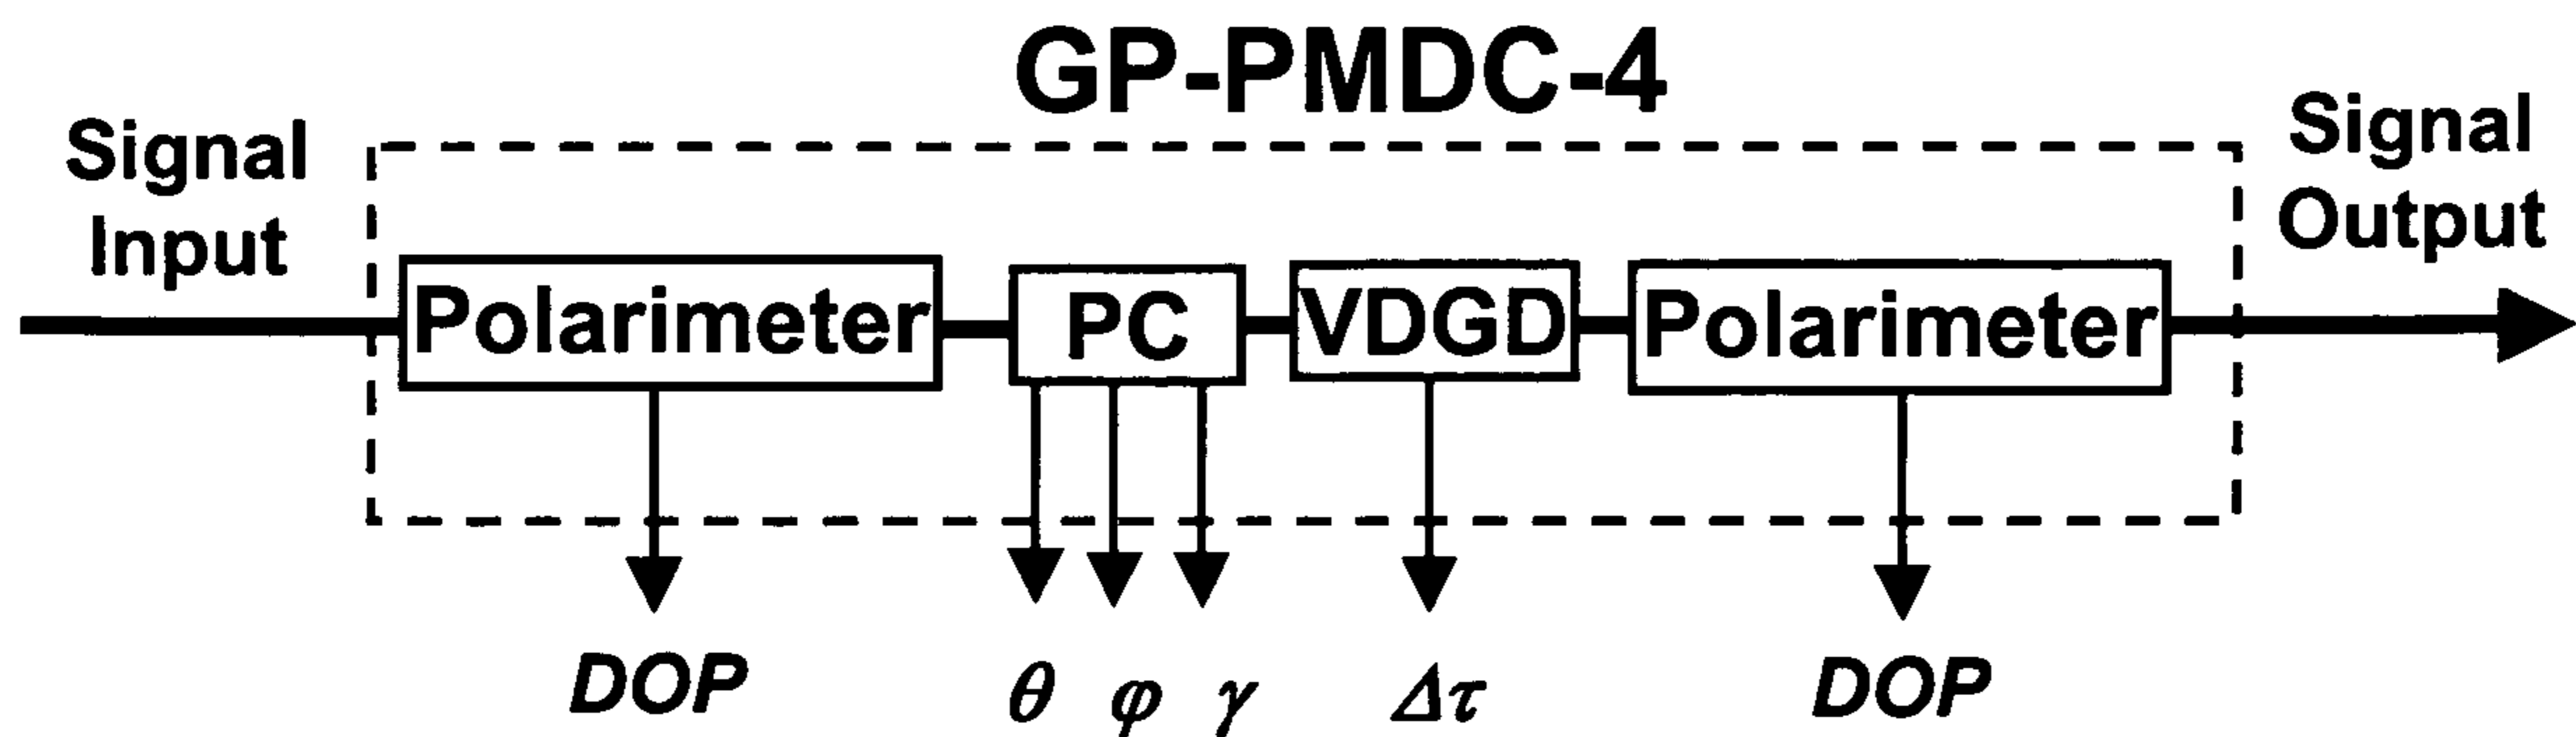 GP-PMDC-4
Signal
Input
Signal
Output
Polarimeter
PC
VDGD
Polarimeter
DOP
θ
φ
γ
Δτ
DOP